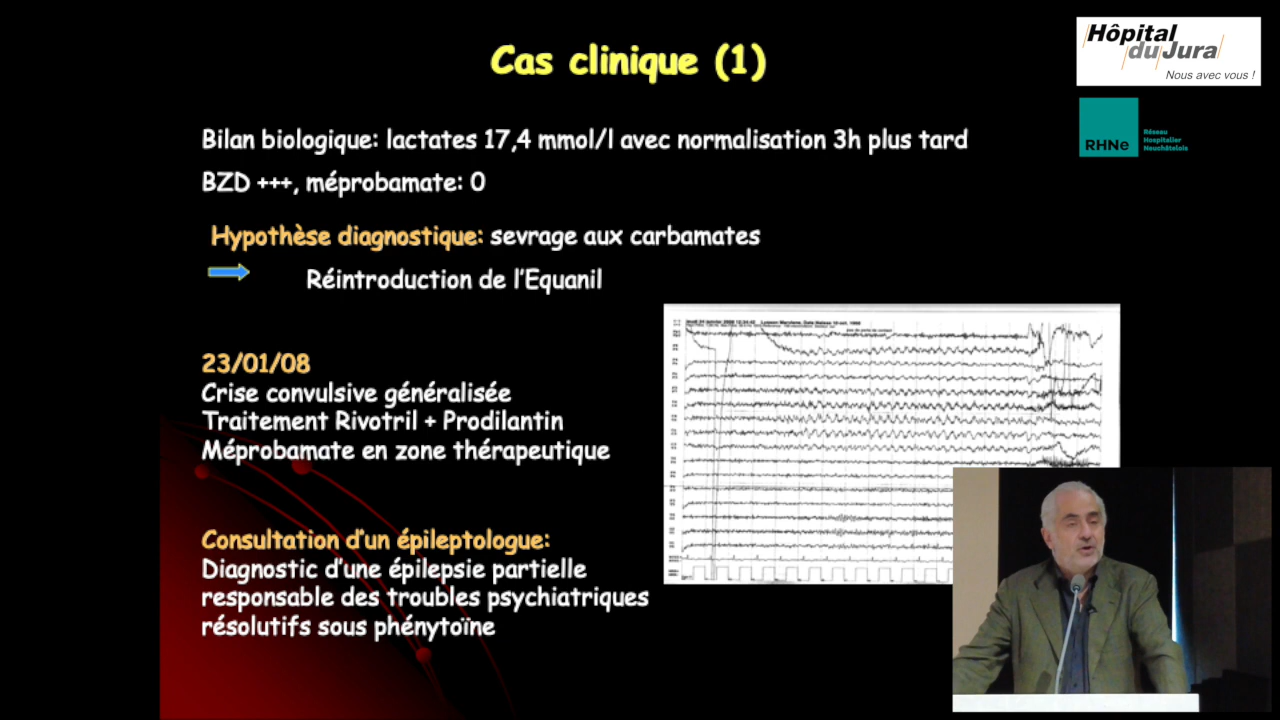 Cas clinique (1)
Hôpital
du Jura
Nous avec vous !
RHNe
Réseau
Hospitalier
Neuchâtelois
Bilan biologique: lactates 17,4 mmol/l avec normalisation 3h plus tard
BZD +++, méprobamate: 0
Hypothèse diagnostique: sevrage aux carbamates
Réintroduction de l'Equanil
23/01/08
Crise convulsive généralisée
Traitement Rivotril + Prodilantin
Méprobamate en zone thérapeutique
Consultation d'un épileptologue:
Diagnostic d'une épilepsie partielle
responsable des troubles psychiatriques
résolutifs sous phénytoïne